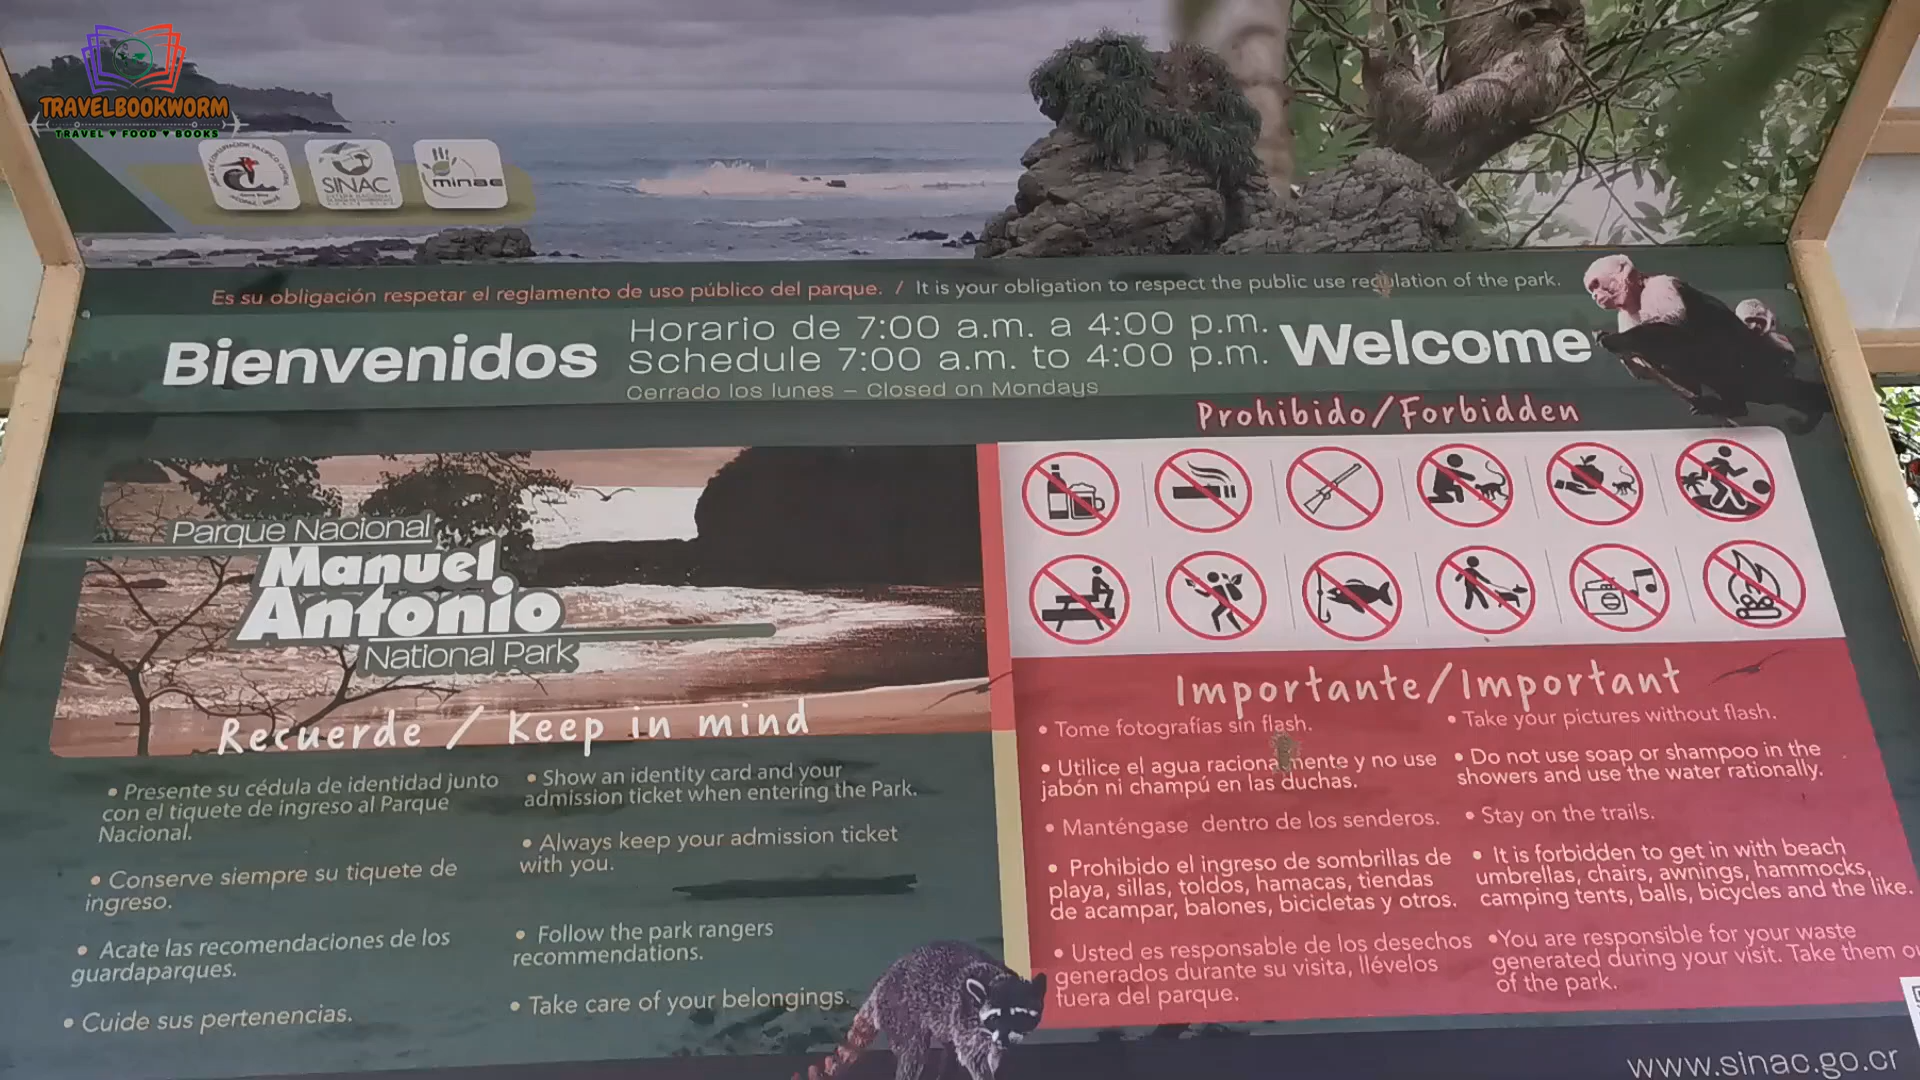 TRAVELBOOKWORM
TRAVEL ♥ FOOD ♥ BOOKS
SINAC
minae
Es su obligación respetar el reglamento de uso público del parque. / It is your obligation to respect the public use regulation of the park.
Bienvenidos
Horario de 7:00 a.m. a 4:00 p.m.
Schedule 7:00 a.m. to 4:00 p.m.
Cerrado los lunes – Closed on Mondays
Welcome
Prohibido/Forbidden
Parque Nacional
Manuel
Antonio
National Park
Recuerde / Keep in mind
• Presente su cédula de identidad junto
con el tiquete de ingreso al Parque
Nacional.
• Conserve siempre su tiquete de
ingreso.
• Acate las recomendaciones de los
guardaparques.
• Cuide sus pertenencias.
• Show an identity card and your
admission ticket when entering the Park.
• Always keep your admission ticket
with you.
• Follow the park rangers
recommendations.
• Take care of your belongings.
Importante/Important
• Tome fotografías sin flash.
• Utilice el agua racionalmente y no use
jabón ni champú en las duchas.
• Manténgase dentro de los senderos.
• Prohibido el ingreso de sombrillas de
playa, sillas, toldos, hamacas, tiendas
de acampar, balones, bicicletas y otros.
• Usted es responsable de los desechos
generados durante su visita, llévelos
fuera del parque.
• Take your pictures without flash.
• Do not use soap or shampoo in the
showers and use the water rationally.
• Stay on the trails.
• It is forbidden to get in with beach
umbrellas, chairs, awnings, hammocks,
camping tents, balls, bicycles and the like.
•You are responsible for your waste
generated during your visit. Take them
of the park.
www.sinac.go.cr